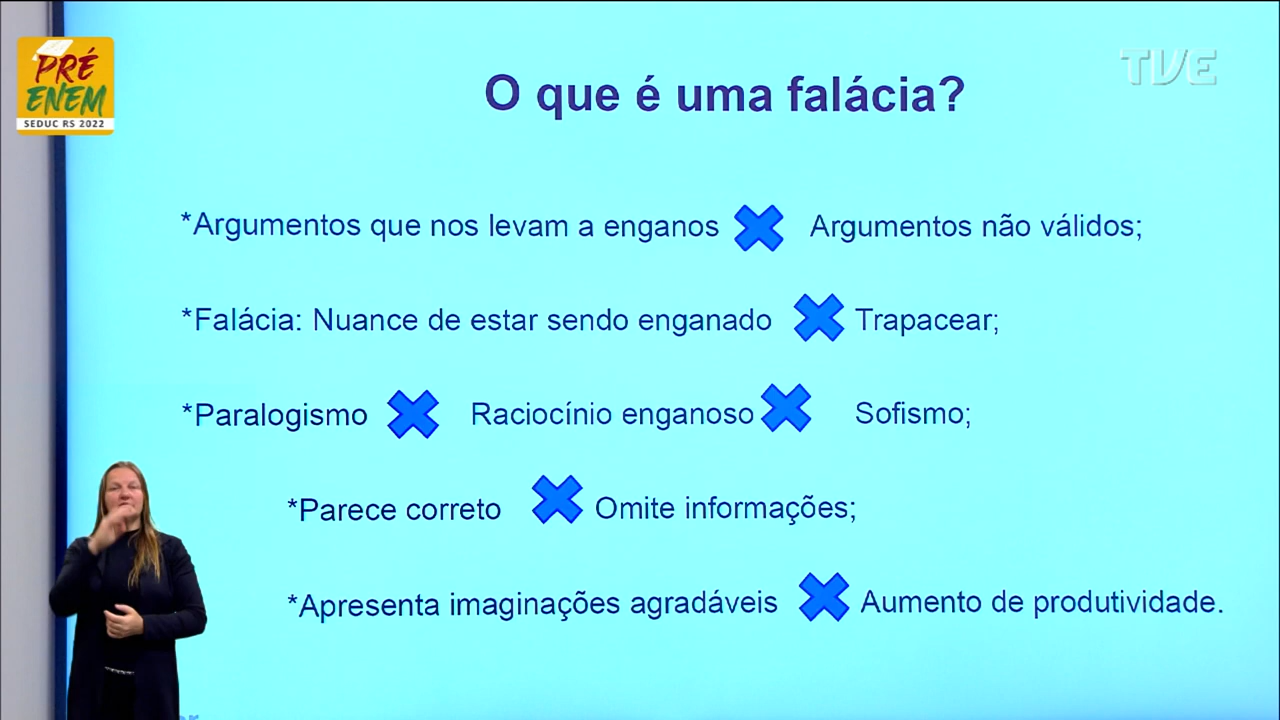 PRÉ
ENEM
SEDUC RS 2022
TVE
O que é uma falácia?
*Argumentos que nos levam a enganos Argumentos não válidos;
*Falácia: Nuance de estar sendo enganado Trapacear;
*Paralogismo Raciocínio enganoso Sofismo;
*Parece correto Omite informações;
*Apresenta imaginações agradáveis Aumento de produtividade.